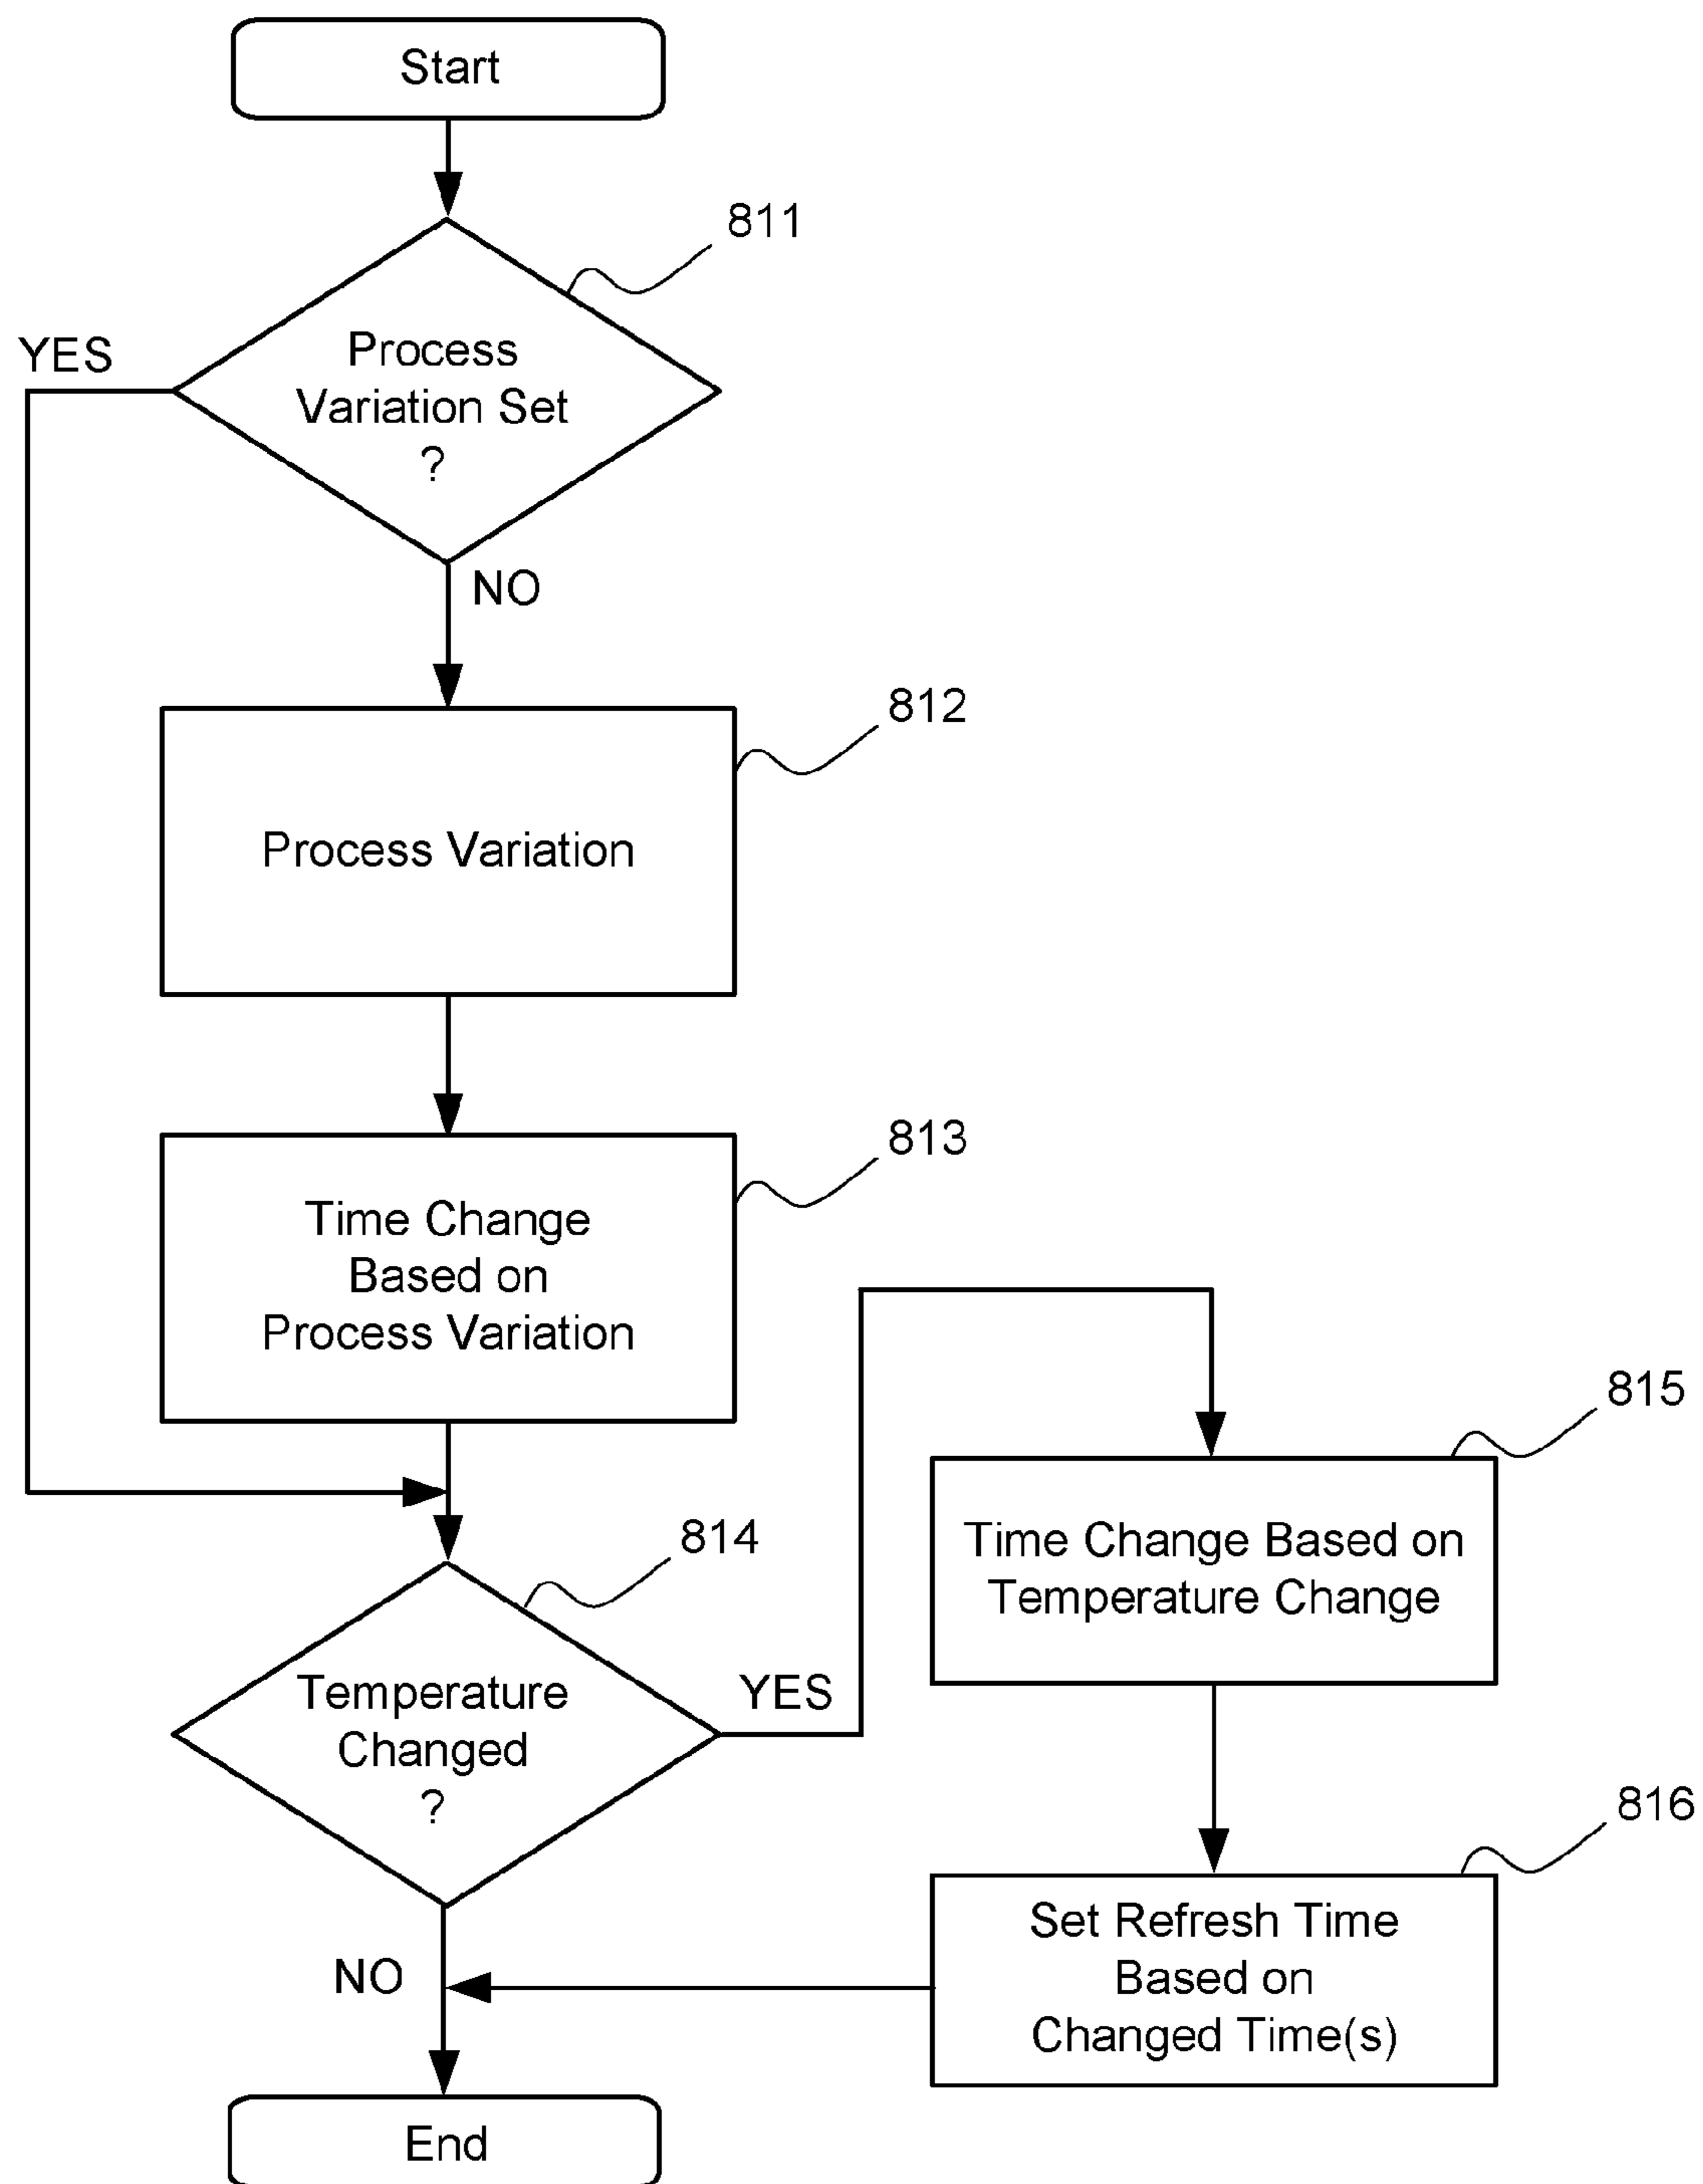 Start
811
YES
Process
Variation Set
?
NO
812
Process Variation
813
Time Change
Based on
Process Variation
815
Time Change Based on
Temperature Change
814
Temperature
Changed
?
YES
816
Set Refresh Time
Based on
Changed Time(s)
NO
End